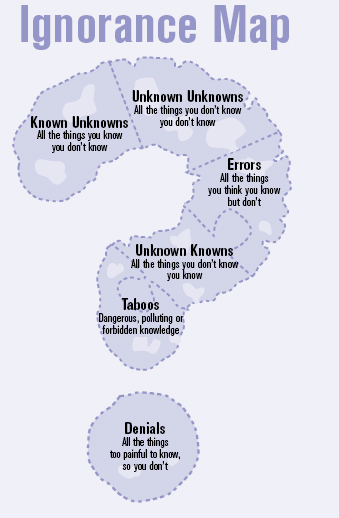 Ignorance Map
Unknown Unknowns
All the things you don't know
you don't know
Known Unknowns
All the things you know
you don't know
Errors
All the things
you think you know
but don't
Unknown Knowns
All the things you don't know
you know
Taboos
Dangerous, polluting or
forbidden knowledge
Denials
All the things
too painful to know,
so you don't